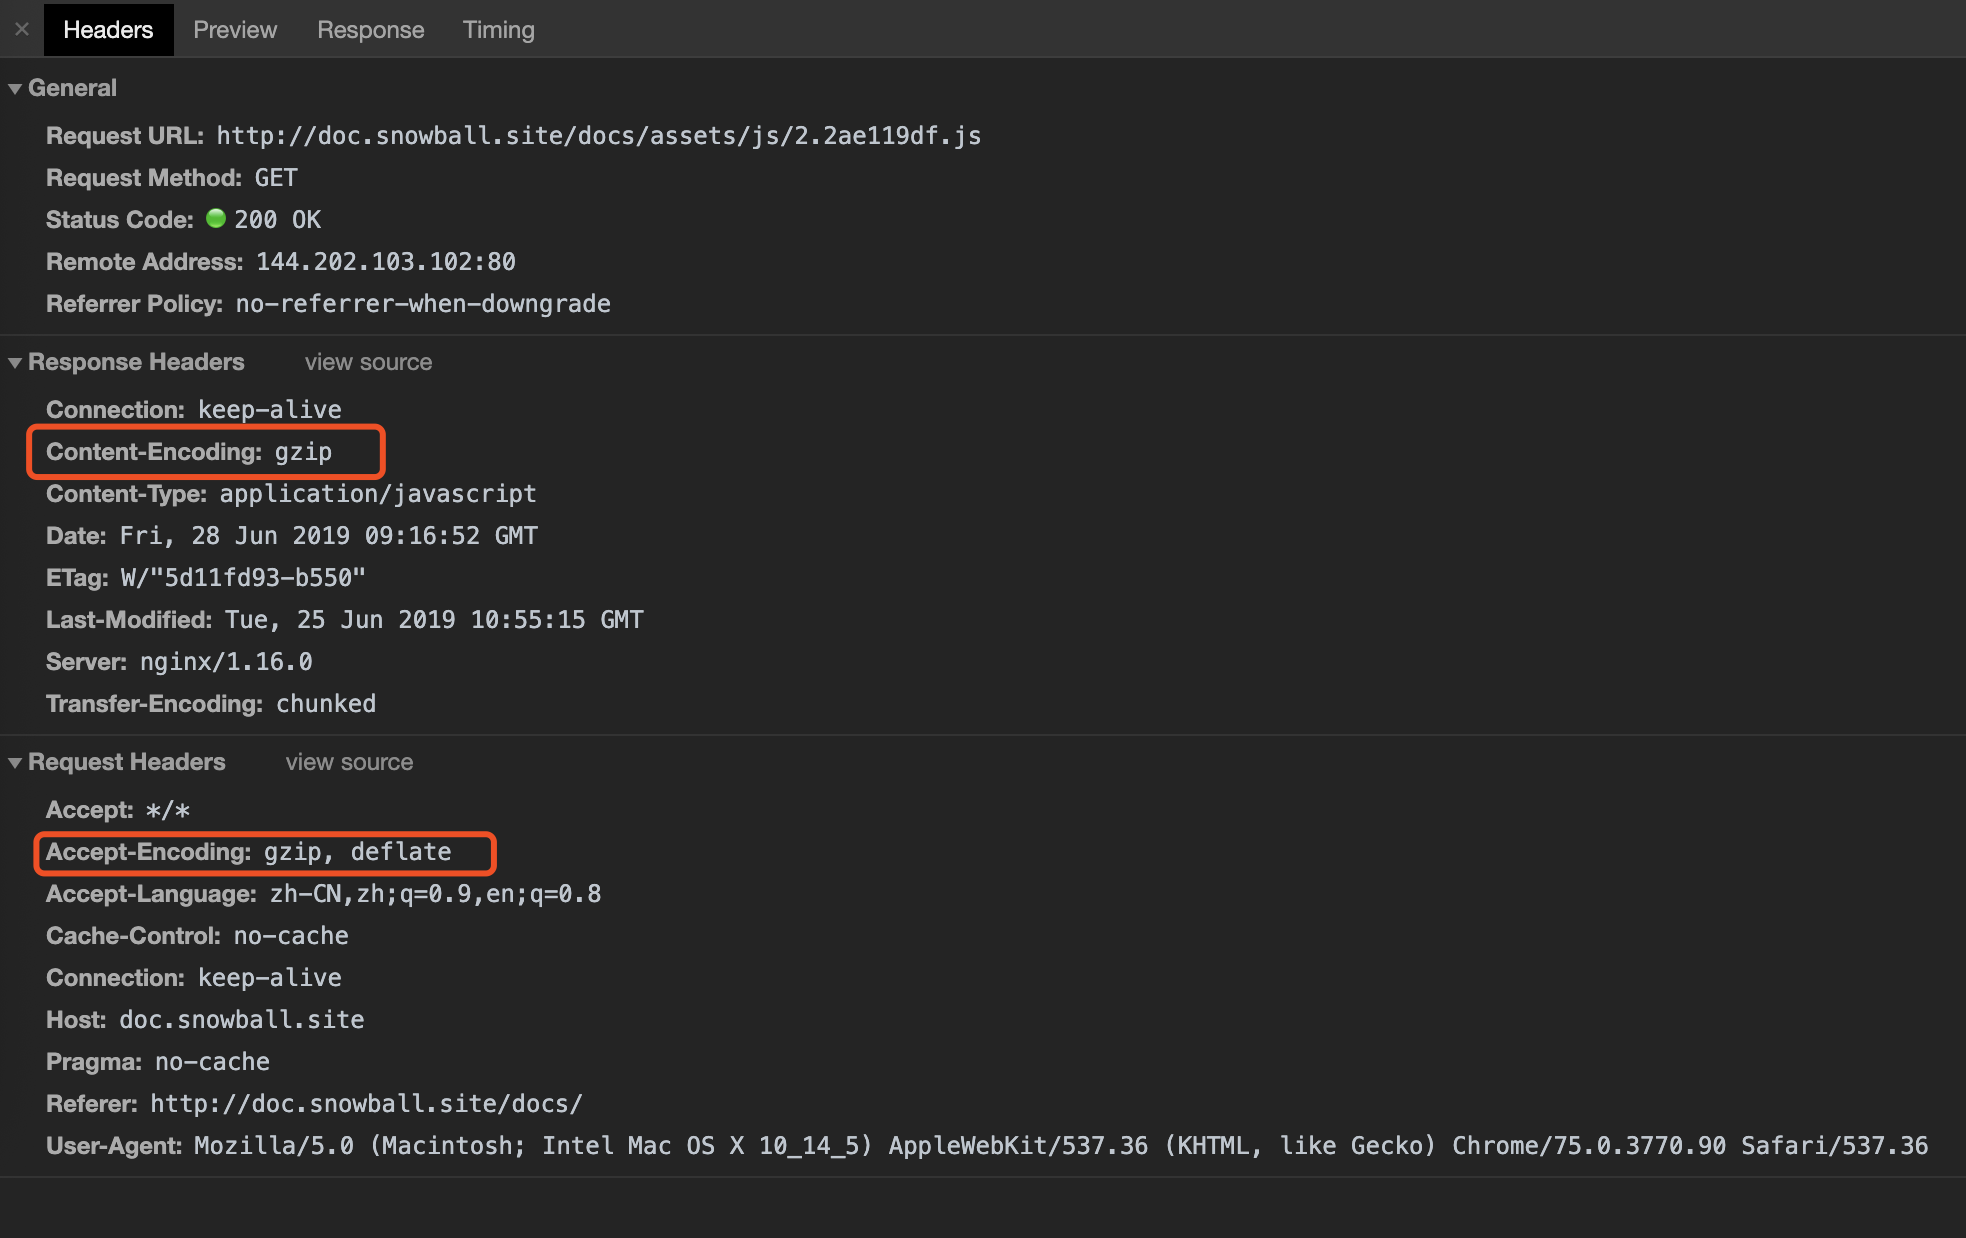 Headers Preview Response Timing
General
Request URL: http://doc.snowball.site/docs/assets/js/2.2ae119df.js
Request Method: GET
Status Code: 200 OK
Remote Address: 144.202.103.102:80
Referrer Policy: no-referrer-when-downgrade
Response Headers view source
Connection: keep-alive
Content-Encoding: gzip
Content-Type: application/javascript
Date: Fri, 28 Jun 2019 09:16:52 GMT
ETag: W/"5d11fd93-b550"
Last-Modified: Tue, 25 Jun 2019 10:55:15 GMT
Server: nginx/1.16.0
Transfer-Encoding: chunked
Request Headers view source
Accept: */*
Accept-Encoding: gzip, deflate
Accept-Language: zh-CN,zh;q=0.9,en;q=0.8
Cache-Control: no-cache
Connection: keep-alive
Host: doc.snowball.site
Pragma: no-cache
Referer: http://doc.snowball.site/docs/
User-Agent: Mozilla/5.0 (Macintosh; Intel Mac OS X 10_14_5) AppleWebKit/537.36 (KHTML, like Gecko) Chrome/75.0.3770.90 Safari/537.36